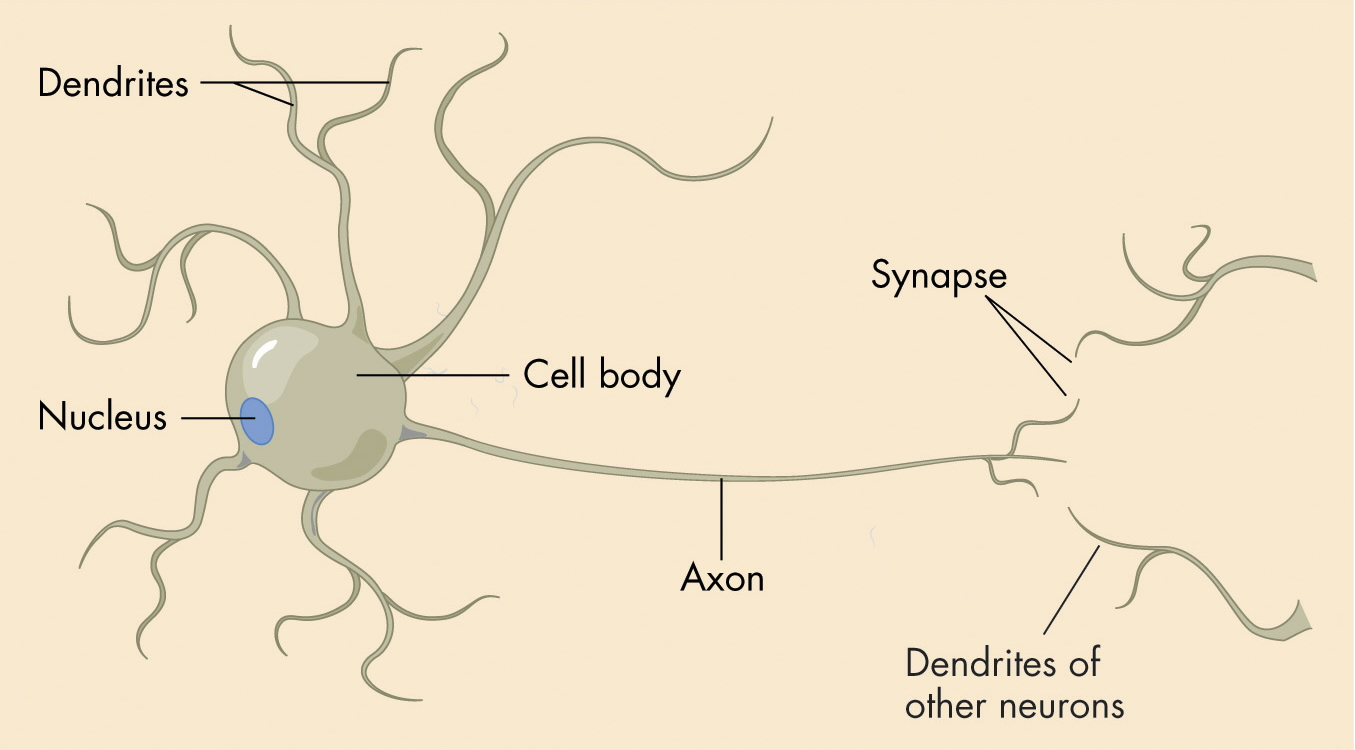 Dendrites
Synapse
Cell body
Nucleus
Axon
Dendrites of
other neurons